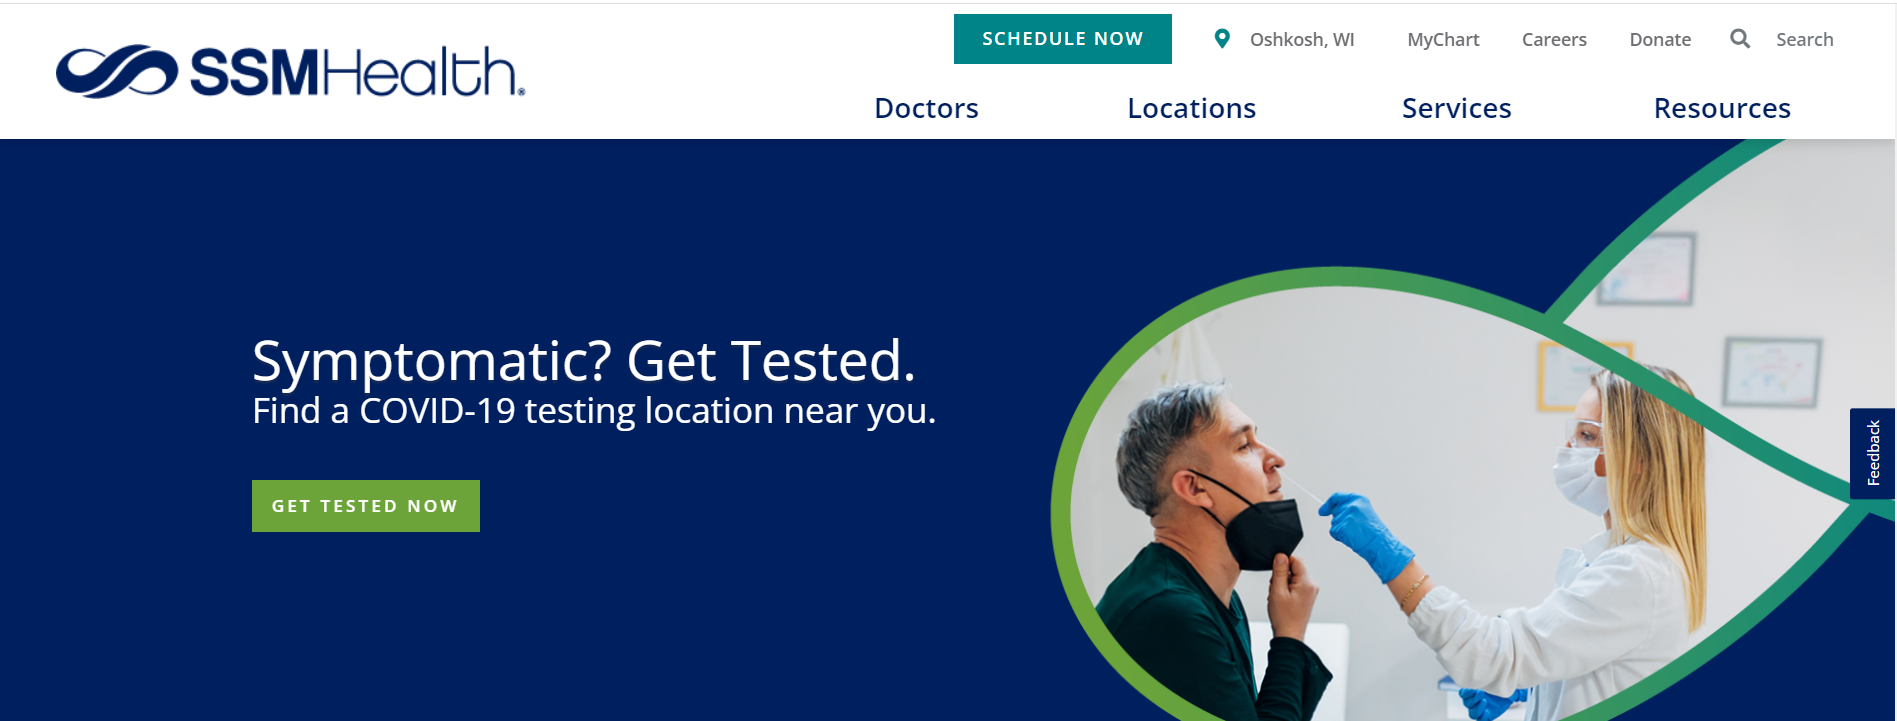 SSMHealth®
SCHEDULE NOW
Oshkosh, WI
MyChart
Careers
Donate
Search
Doctors
Locations
Services
Resources
Symptomatic? Get Tested.
Find a COVID-19 testing location near you.
GET TESTED NOW
Feedback